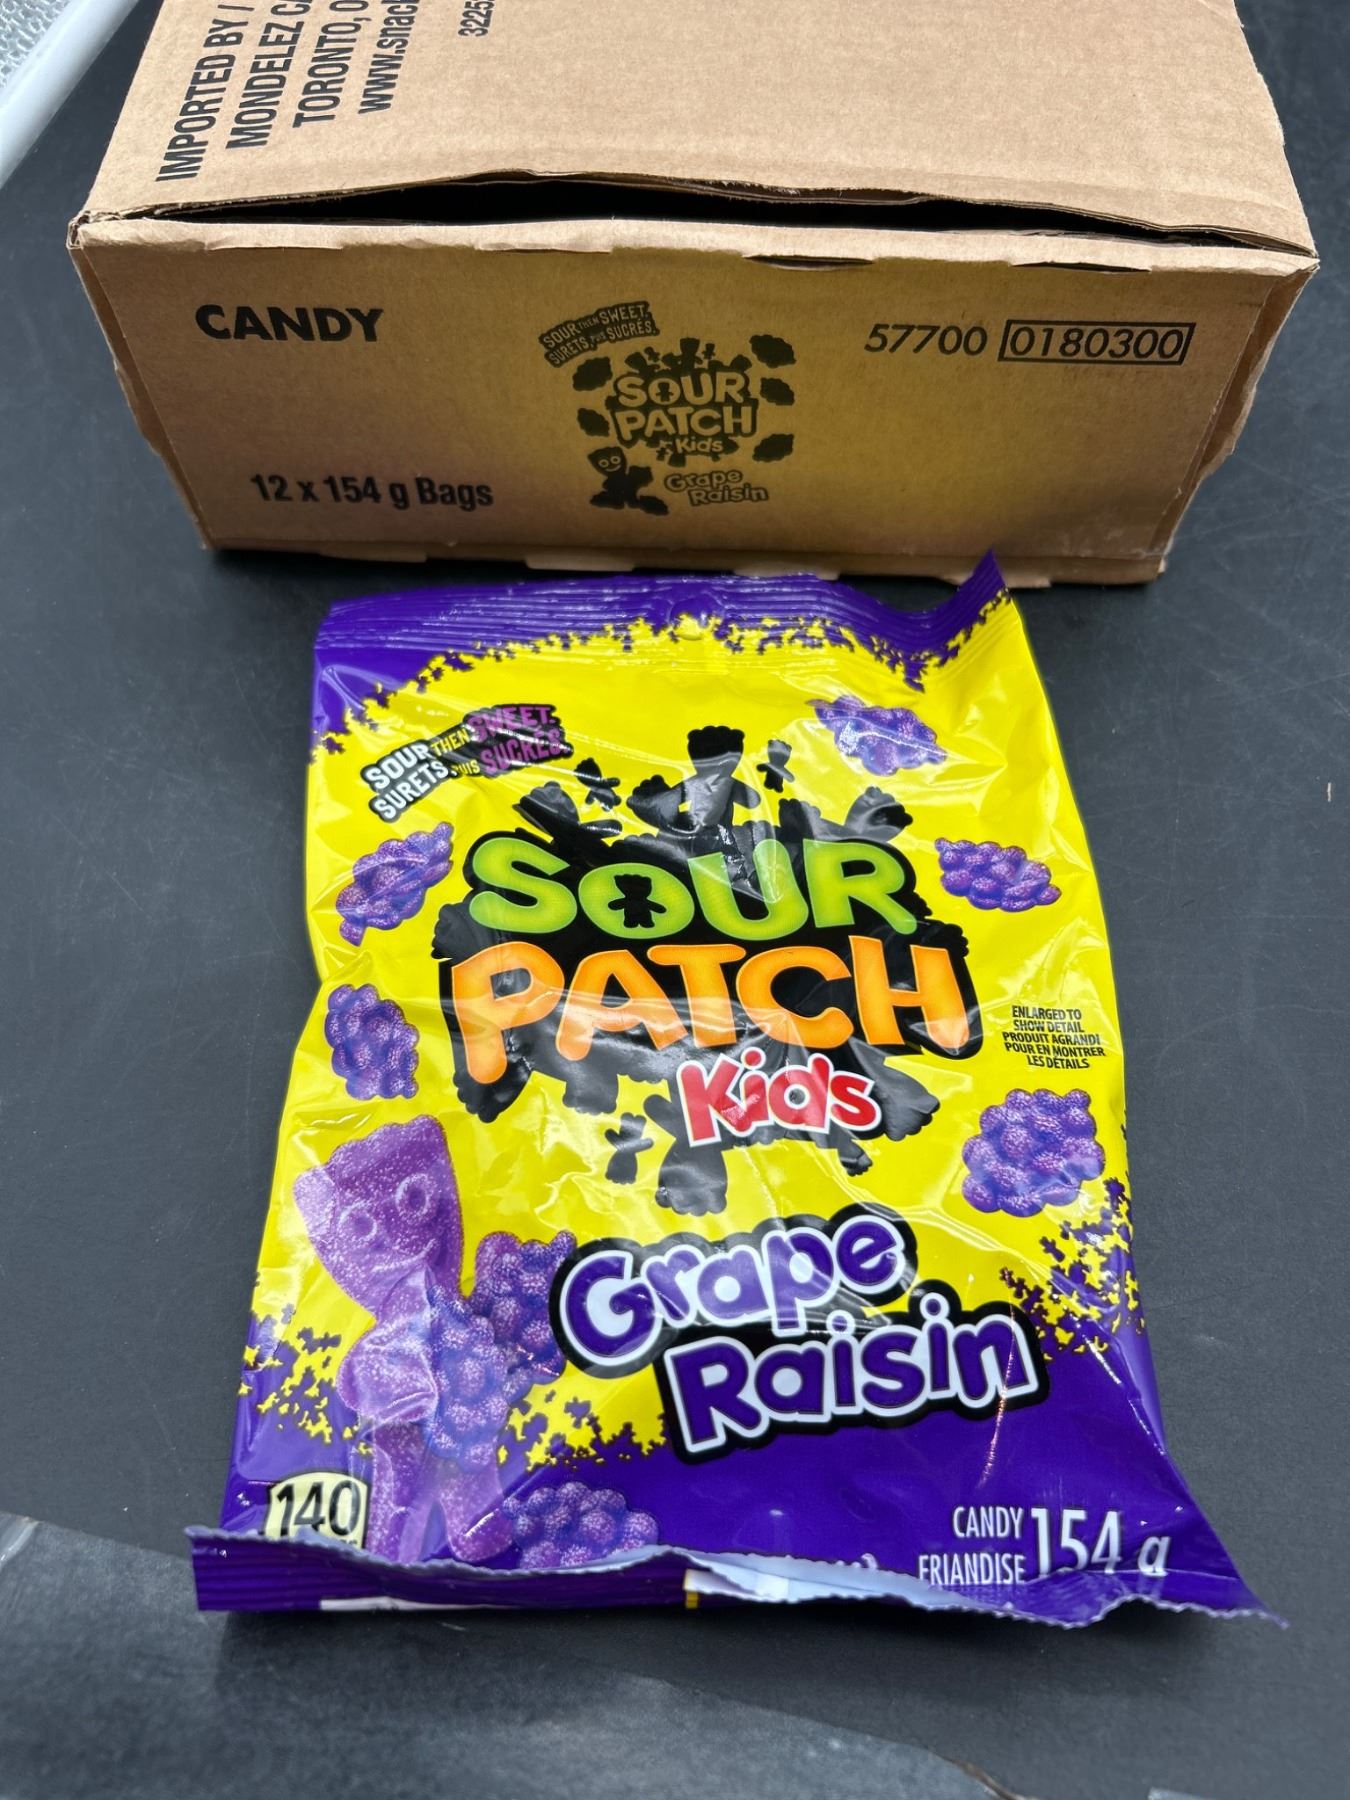 IMPORTED BY /
MONDELEZ
TORONTO,
www.snac
3225
CANDY
SOUR THEN SWEET.
SURETS, PUIS SUCRÉS.
SOUR
PATCH
Kids
Grape
Raisin
57700 0180300
12 x 154 g Bags
SOUR THEN SWEET.
SURETS, PUIS SUCRÉS.
SOUR
PATCH
Kids
ENLARGED TO
SHOW DETAIL
PRODUIT AGRANDI
POUR EN MONTRER
LES DÉTAILS
Grape
Raisin
140
CANDY
FRIANDISE
154 g